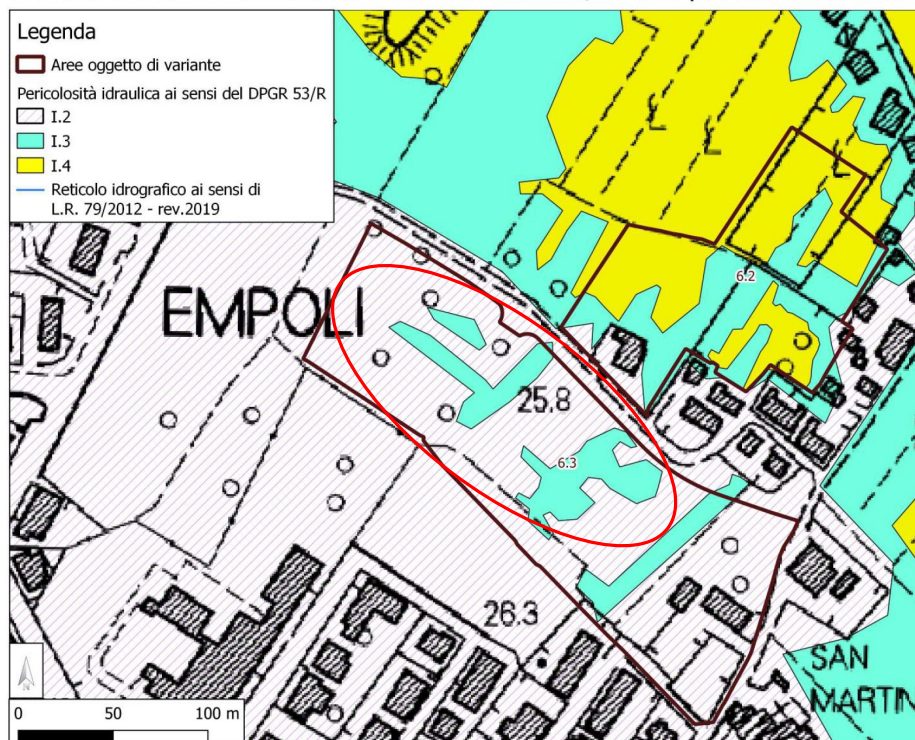 Legenda
Aree oggetto di variante
Pericolosità idraulica ai sensi del DPGR 53/R
I.2
I.3
I.4
Reticolo idrografico ai sensi di
L.R. 79/2012 - rev.2019
6.2
EMPOLI
25.8
6.3
26.3
SAN
MARTIN
0 50 100 m